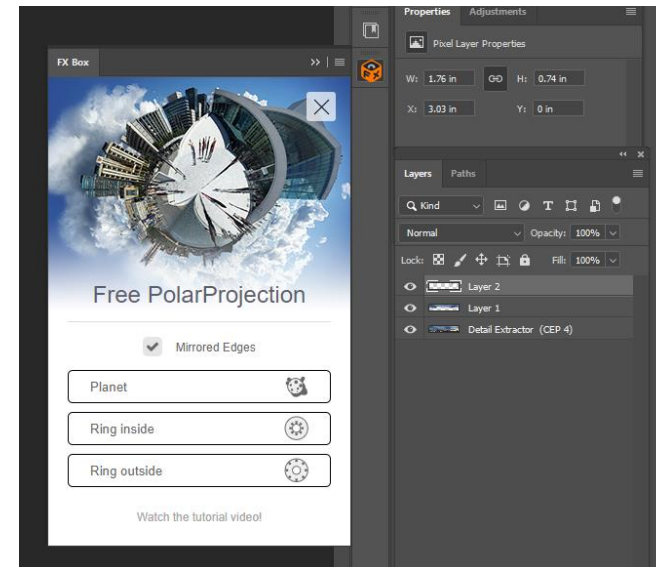 FX Box
Free PolarProjection
Mirrored Edges
Planet
Ring inside
Ring outside
Watch the tutorial video!
Properties Adjustments
Pixel Layer Properties
W: 1.76 in H: 0.74 in
X: 3.03 in Y: 0 in
Layers Paths
Kind
Normal Opacity: 100%
Lock: Fill: 100%
Layer 2
Layer 1
Detail Extractor (CEP 4)